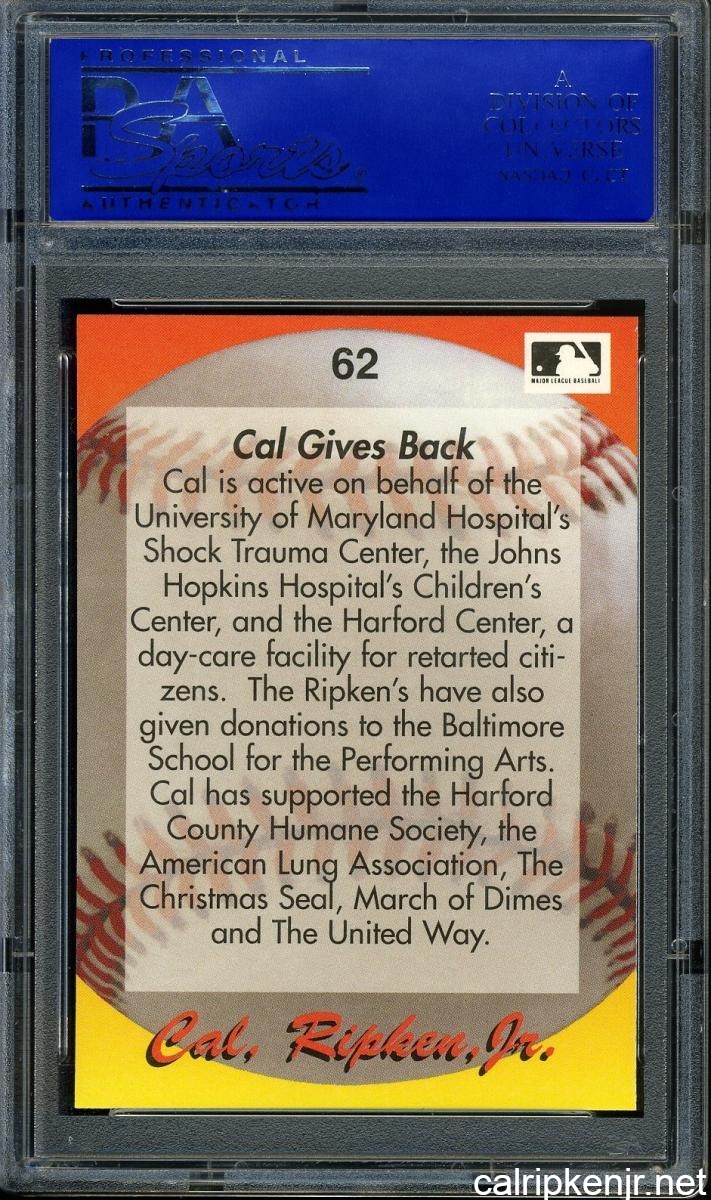 PROFESSIONAL
PSA
Sports®
AUTHENTICATOR
A
DIVISION OF
COLLECTORS
UNIVERSE
NASDAQ: CLCT
62
MAJOR LEAGUE BASEBALL
Cal Gives Back
Cal is active on behalf of the
University of Maryland Hospital's
Shock Trauma Center, the Johns
Hopkins Hospital's Children's
Center, and the Harford Center, a
day-care facility for retarted citi-
zens. The Ripken's have also
given donations to the Baltimore
School for the Performing Arts.
Cal has supported the Harford
County Humane Society, the
American Lung Association, The
Christmas Seal, March of Dimes
and The United Way.
Cal, Ripken, Jr.
calripkenjr.net